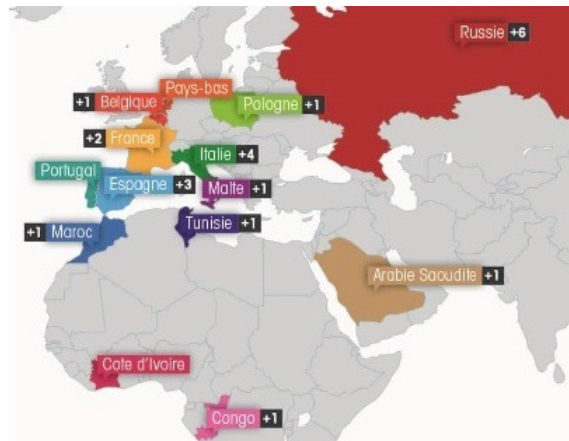 Russie +6
Pays-bas
+1 Belgique
Pologne +1
+2 France
Italie +4
Portugal
Espagne +3
Malte +1
+1 Maroc
Tunisie +1
Arabie Saoudite +1
Cote d'Ivoire
Congo +1